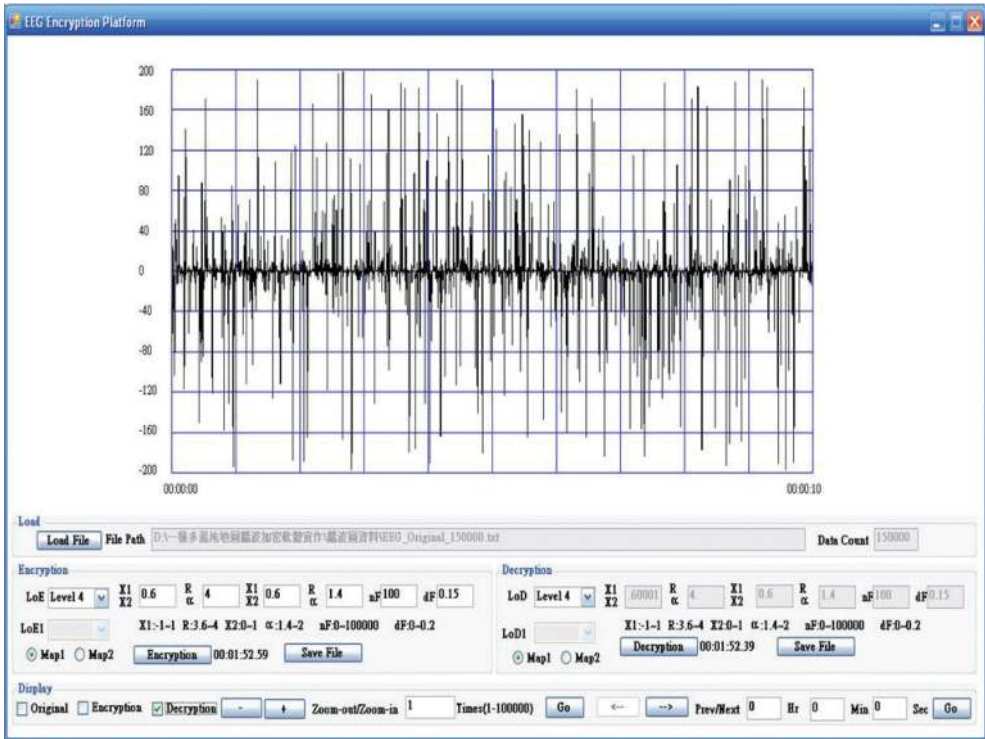 EEG Encryption Platform
200
160
120
80
40
0
-40
-80
-120
-160
-200
00:00:00 00:00:10
Load
Load File File Path EEG_Original_150000.txt Data Count 150000
Encryption
LoE Level 4 X1 X2 0.6 R α 4 X1 X2 0.6 R α 1.4 nF 100 dF 0.15
LoE1 X1:-1~1 R:3.6~4 X2:0~1 α:1.4~2 nF:0~100000 dF:0~0.2
Map1 Map2 Encryption 00:01:52.59 Save File
Decryption
LoD Level 4 X1 X2 60001 R α 4 X1 X2 0.6 R α 1.4 nF 100 dF 0.15
LoD1 X1:-1~1 R:3.6~4 X2:0~1 α:1.4~2 nF:0~100000 dF:0~0.2
Map1 Map2 Decryption 00:01:52.39 Save File
Display
Original Encryption Decryption - + Zoom-out/Zoom-in 1 Times(1-100000) Go <-- --> Prev/Next 0 Hr 0 Min 0 Sec Go